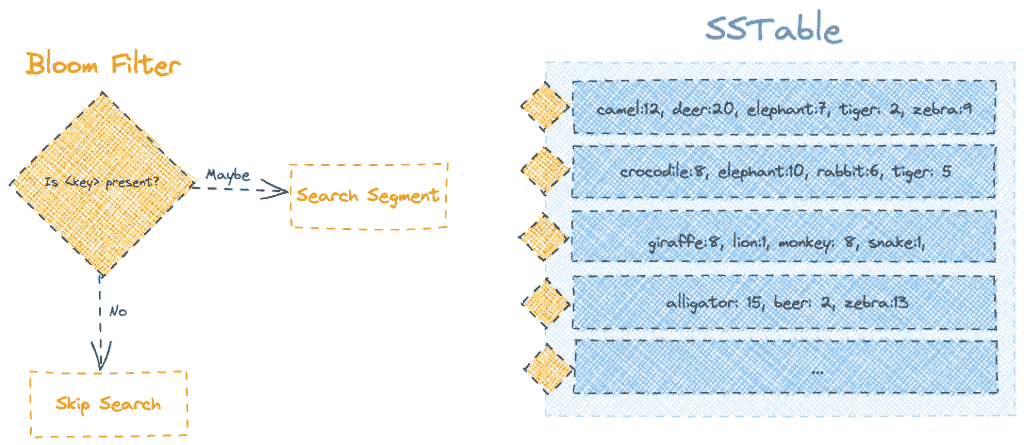 SSTable
Bloom Filter
Is <key> present?
Maybe
Search Segment
No
Skip Search
camel:12, deer:20, elephant:7, tiger: 2, zebra:9
crocodile:8, elephant:10, rabbit:6, tiger: 5
giraffe:8, lion:1, monkey: 8, snake:1,
alligator: 15, beer: 2, zebra:13
...